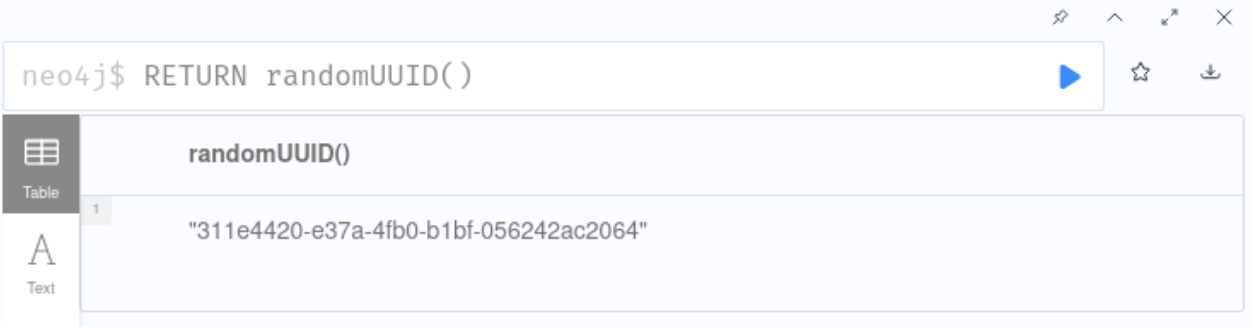 neo4j$ RETURN randomUUID()
randomUUID()
Table
1
"311e4420-e37a-4fb0-b1bf-056242ac2064"
A
Text